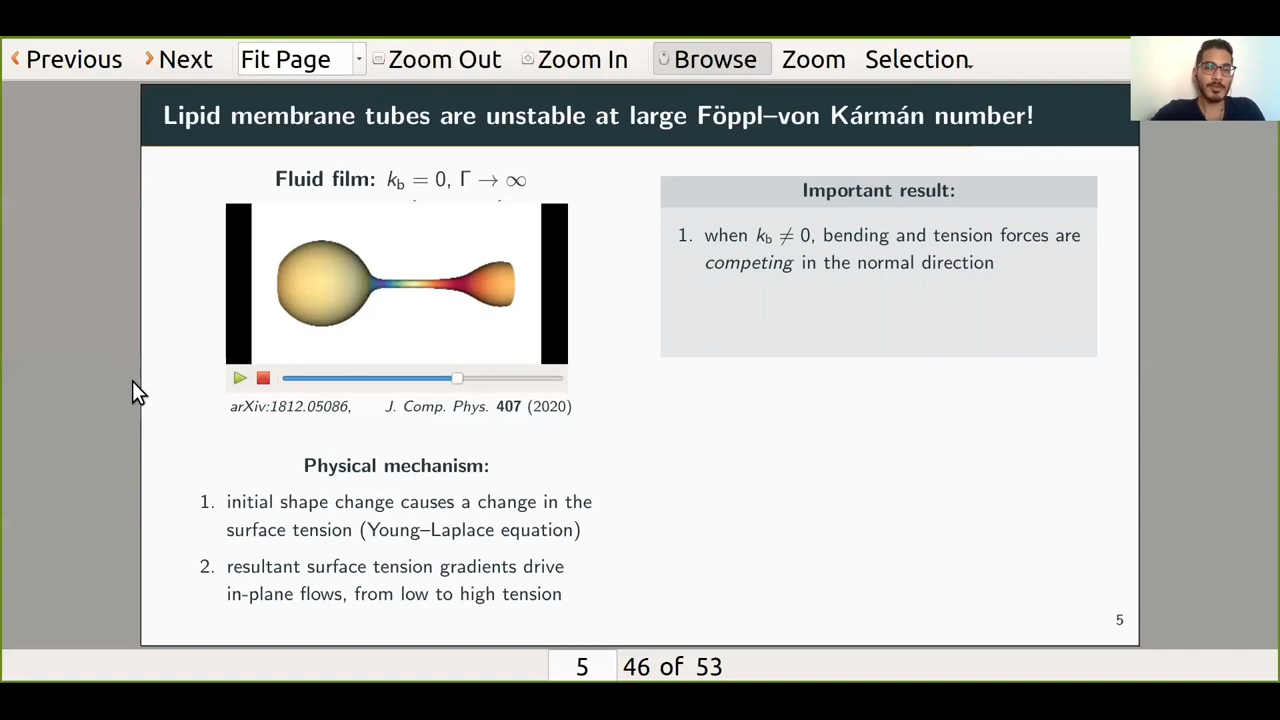 Previous Next Fit Page Zoom Out Zoom In Browse Zoom Selection
Lipid membrane tubes are unstable at large Föppl–von Kármán number!
Fluid film: k_b = 0, Γ → ∞
arXiv:1812.05086, J. Comp. Phys. 407 (2020)
Physical mechanism:
1. initial shape change causes a change in the
surface tension (Young–Laplace equation)
2. resultant surface tension gradients drive
in-plane flows, from low to high tension
Important result:
1. when k_b ≠ 0, bending and tension forces are
competing in the normal direction
5
5 46 of 53